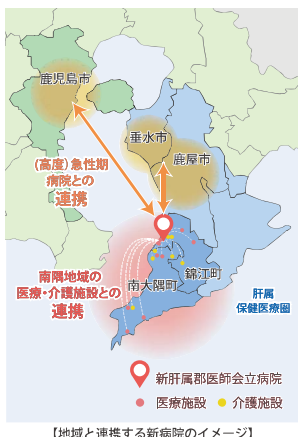 鹿児島市
垂水市
鹿屋市
(高度)急性期
病院との
連携
南隅地域の
医療・介護施設との
連携
錦江町
南大隅町
肝属
保健医療圏
新肝属郡医師会立病院
医療施設
介護施設
【地域と連携する新病院のイメージ】